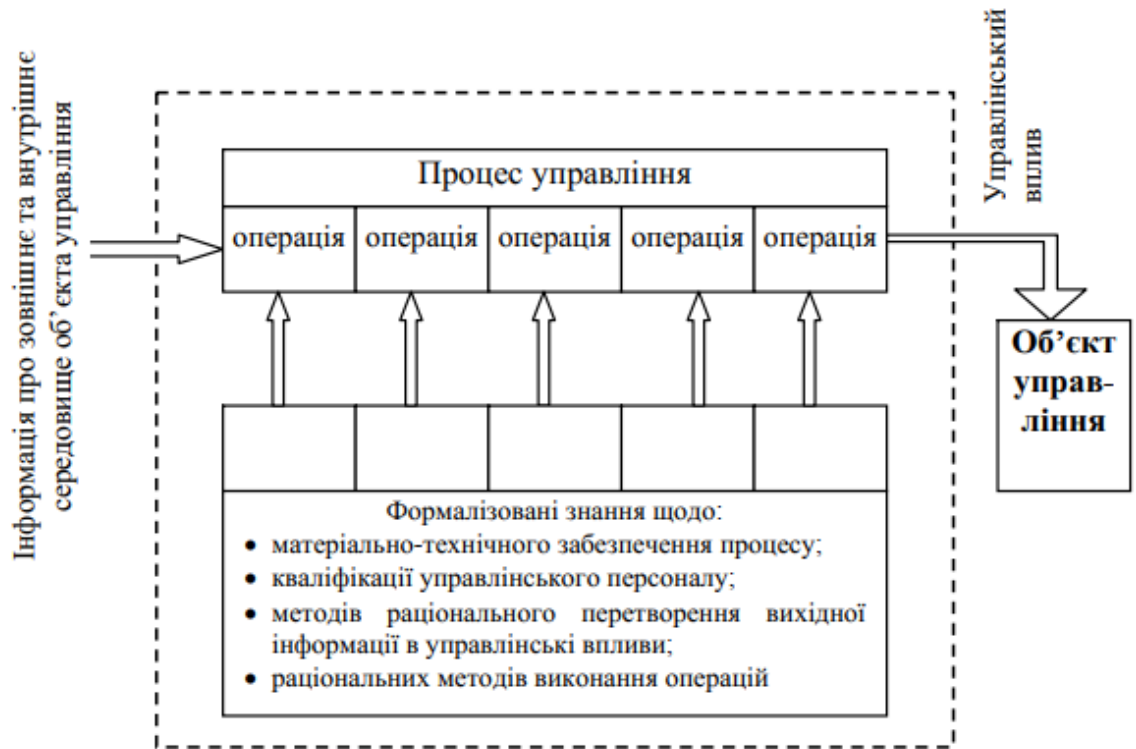 Інформація про зовнішнє та внутрішнє
середовище об’єкта управління
Процес управління
операція операція операція операція операція
Управлінський
вплив
Об’єкт
управ-
ління
Формалізовані знання щодо:
• матеріально-технічного забезпечення процесу;
• кваліфікації управлінського персоналу;
• методів раціонального перетворення вихідної
інформації в управлінські впливи;
• раціональних методів виконання операцій